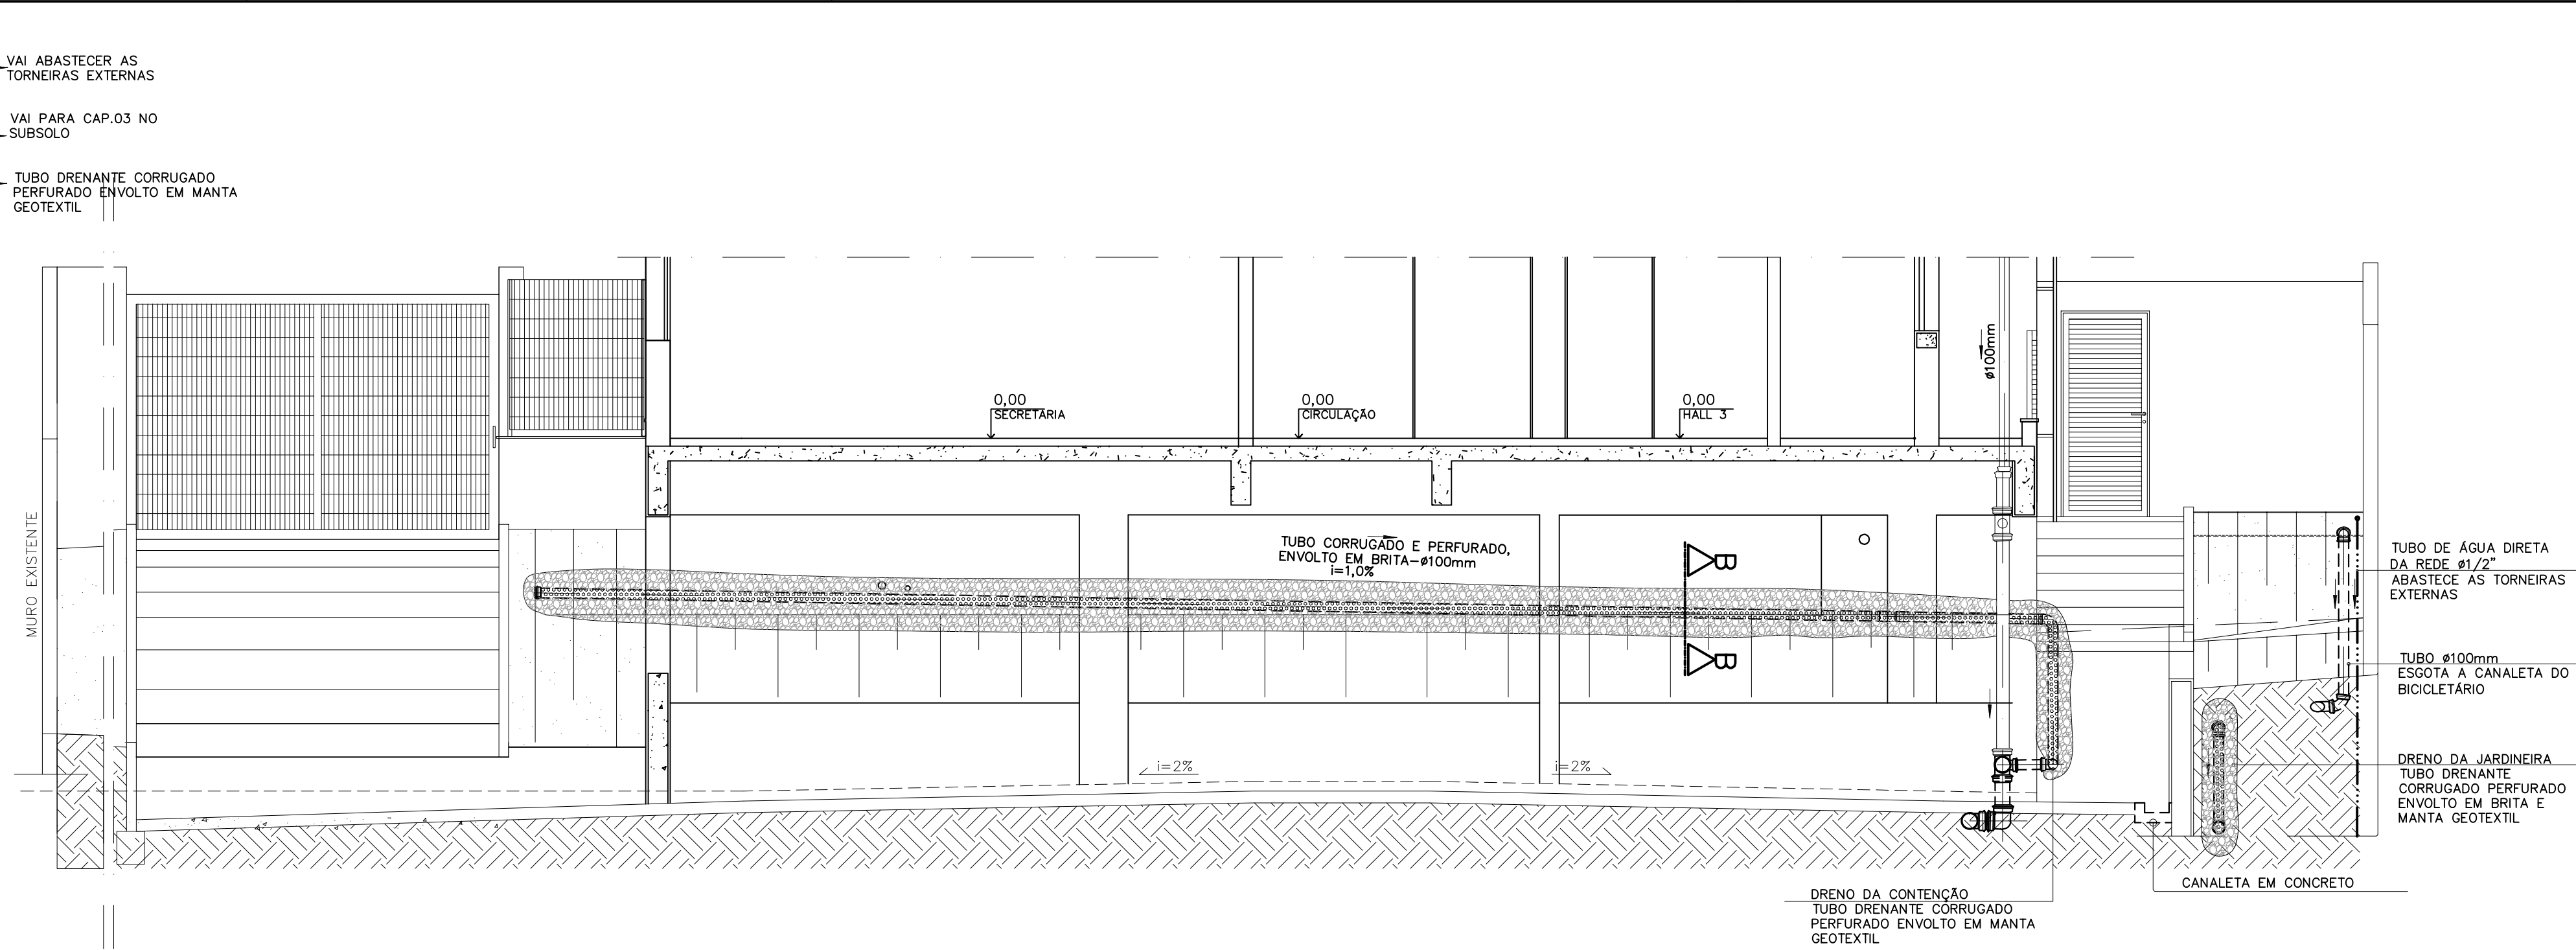 VAI ABASTECER AS
TORNEIRAS EXTERNAS
VAI PARA CAP.03 NO
SUBSOLO
TUBO DRENANTE CORRUGADO
PERFURADO ENVOLTO EM MANTA
GEOTEXTIL
MURO EXISTENTE
0,00
SECRETARIA
0,00
CIRCULAÇÃO
0,00
HALL 3
ø100mm
TUBO CORRUGADO E PERFURADO,
ENVOLTO EM BRITA-ø100mm
i=1,0%
B
B
i=2%
i=2%
TUBO DE ÁGUA DIRETA
DA REDE ø1/2"
ABASTECE AS TORNEIRAS
EXTERNAS
TUBO ø100mm
ESGOTA A CANALETA DO
BICICLETÁRIO
DRENO DA JARDINEIRA
TUBO DRENANTE
CORRUGADO PERFURADO
ENVOLTO EM BRITA E
MANTA GEOTEXTIL
CANALETA EM CONCRETO
DRENO DA CONTENÇÃO
TUBO DRENANTE CORRUGADO
PERFURADO ENVOLTO EM MANTA
GEOTEXTIL